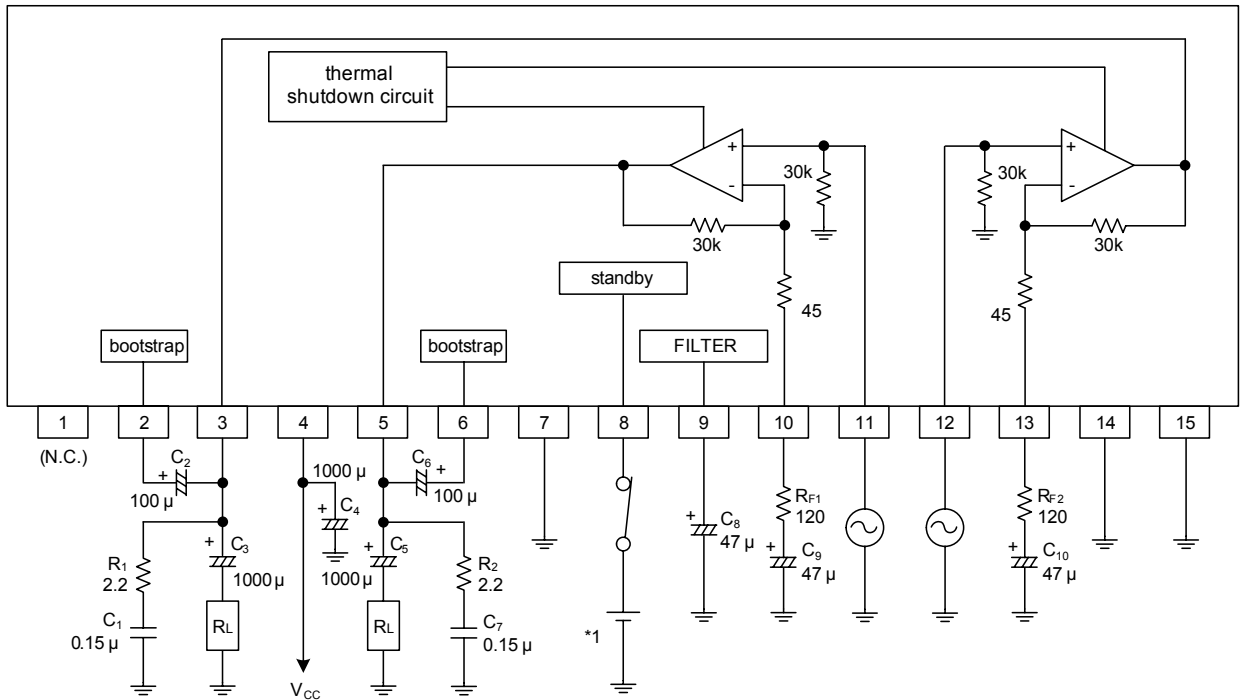 thermal
shutdown circuit
+
-
30k
30k
45
+
-
30k
30k
45
standby
bootstrap
bootstrap
FILTER
1
2
3
4
5
6
7
8
9
10
11
12
13
14
15
(N.C.)
C2
+
100 µ
1000 µ
+
C4
C6
+
100 µ
R1
2.2
C1
0.15 µ
+
C3
1000 µ
RL
VCC
+
C5
1000 µ
RL
R2
2.2
C7
0.15 µ
*1
+
C8
47 µ
RF1
120
+
C9
47 µ
RF2
120
+
C10
47 µ